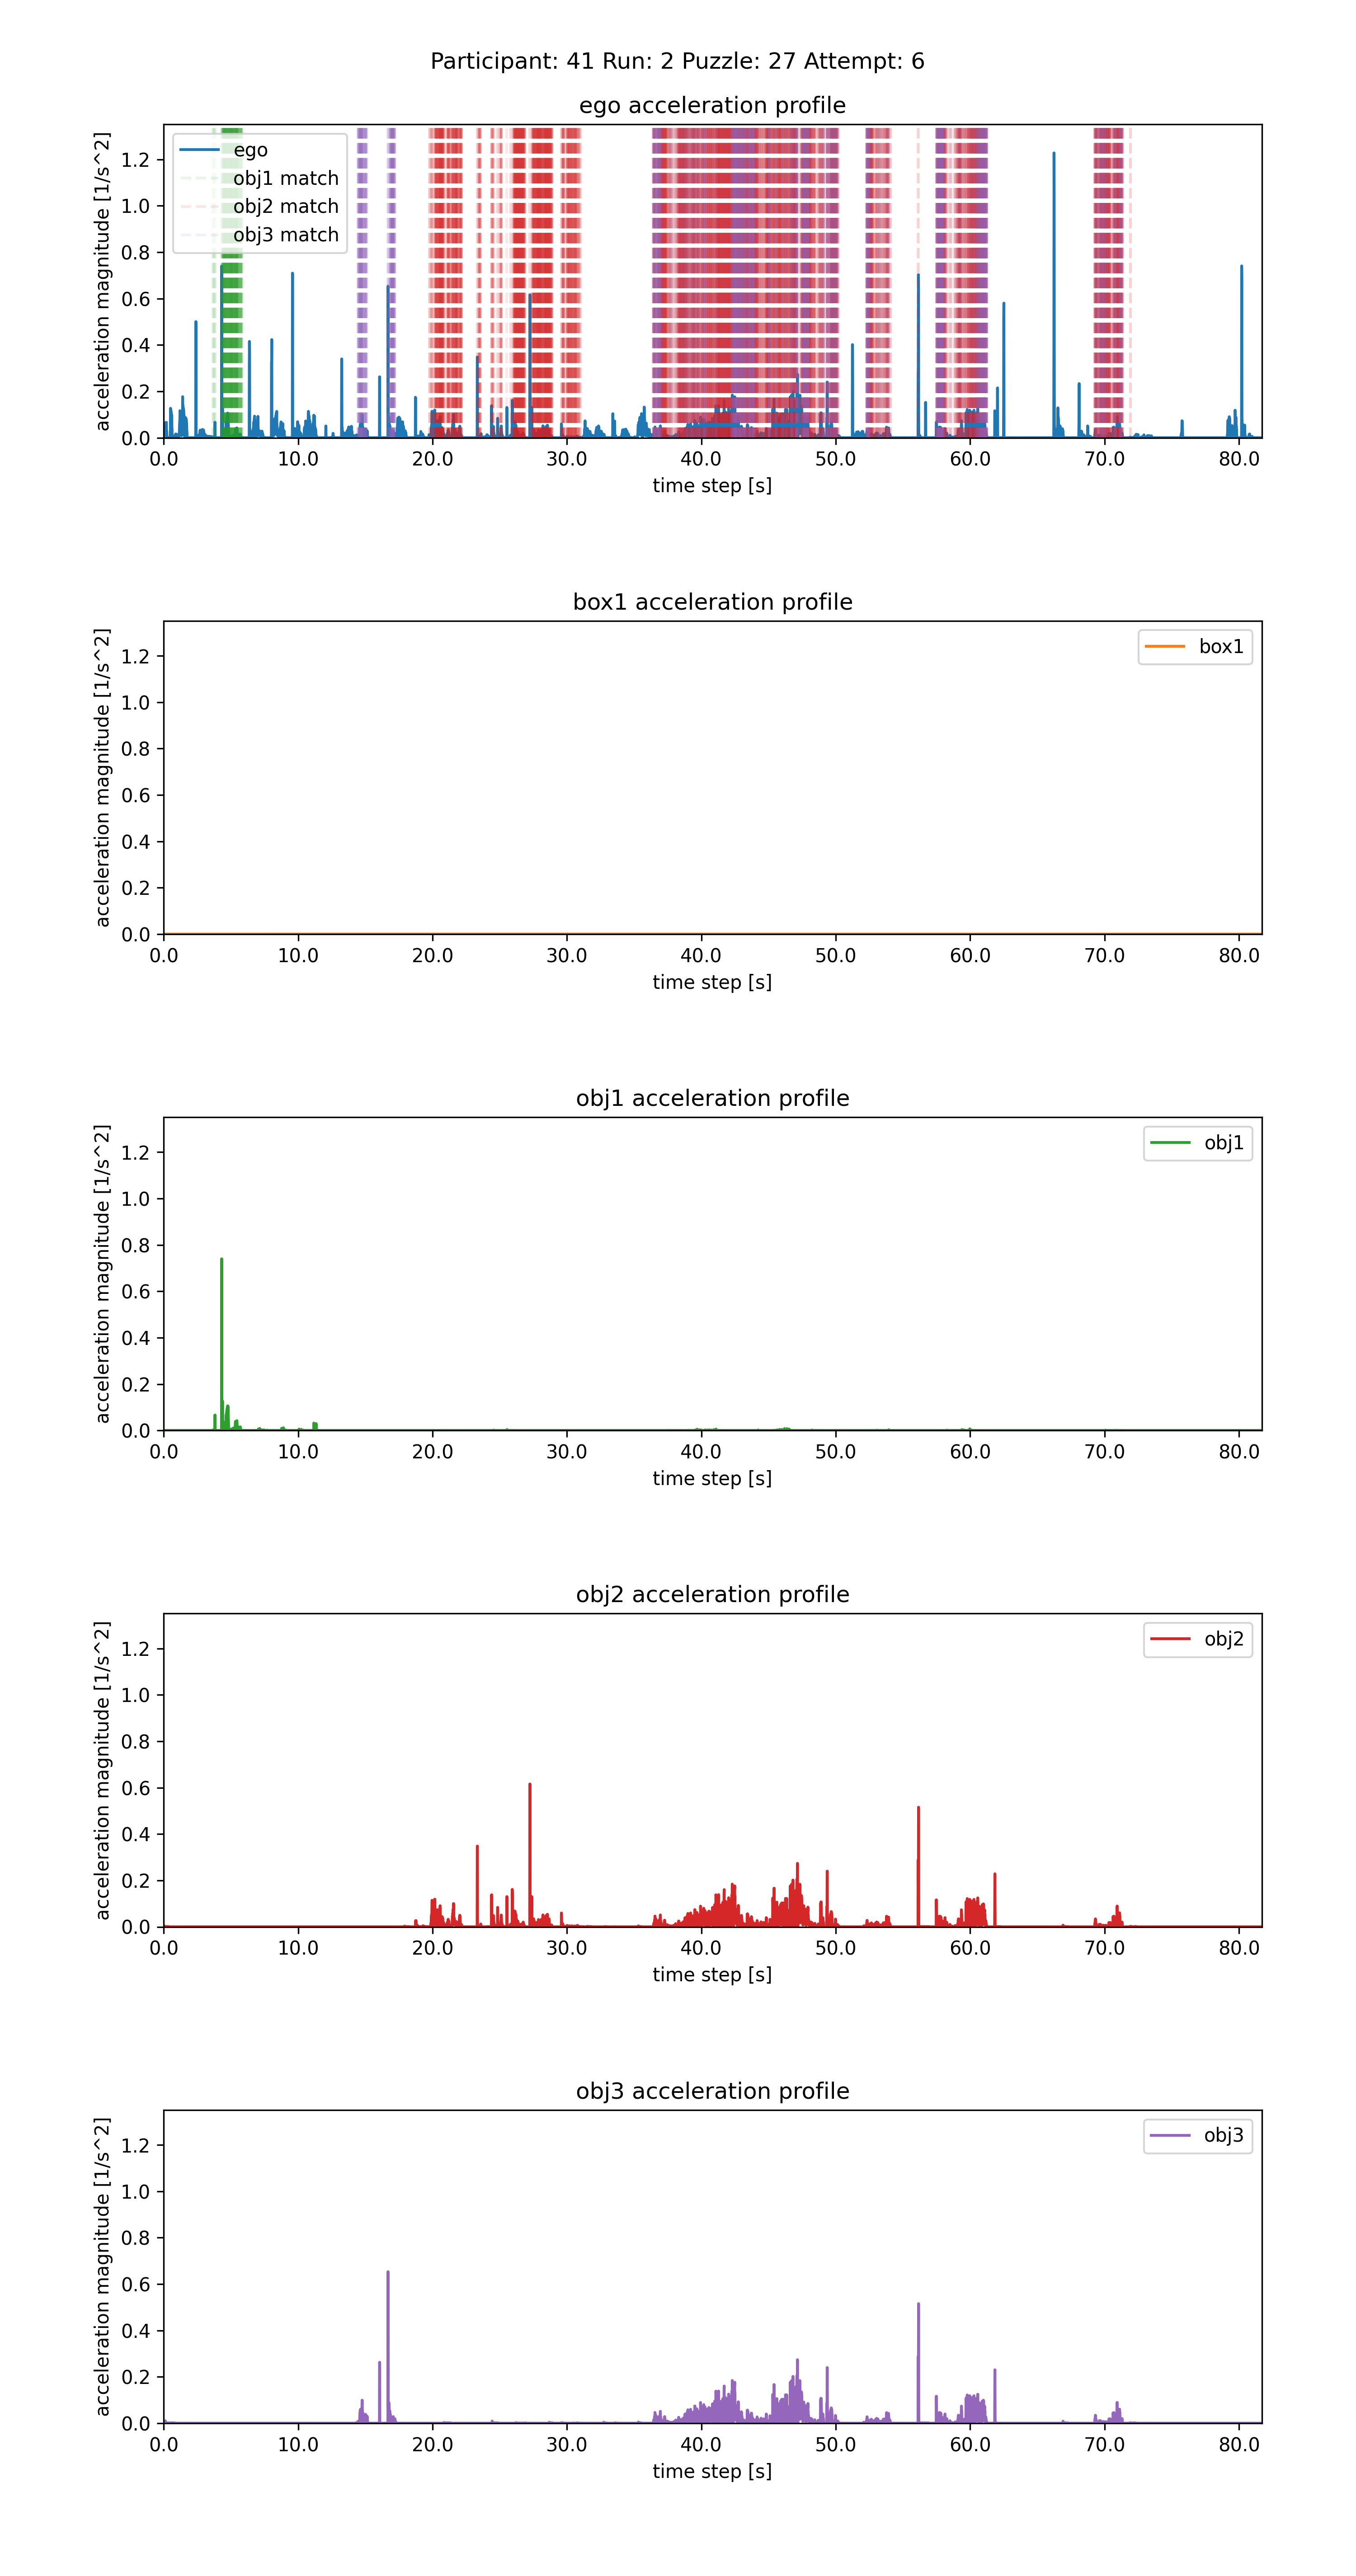 Participant: 41 Run: 2 Puzzle: 27 Attempt: 6
ego acceleration profile
acceleration magnitude [1/s^2]
1.2
1.0
0.8
0.6
0.4
0.2
0.0
ego
obj1 match
obj2 match
obj3 match
0.0 10.0 20.0 30.0 40.0 50.0 60.0 70.0 80.0
time step [s]
box1 acceleration profile
acceleration magnitude [1/s^2]
1.2
1.0
0.8
0.6
0.4
0.2
0.0
box1
0.0 10.0 20.0 30.0 40.0 50.0 60.0 70.0 80.0
time step [s]
obj1 acceleration profile
acceleration magnitude [1/s^2]
1.2
1.0
0.8
0.6
0.4
0.2
0.0
obj1
0.0 10.0 20.0 30.0 40.0 50.0 60.0 70.0 80.0
time step [s]
obj2 acceleration profile
acceleration magnitude [1/s^2]
1.2
1.0
0.8
0.6
0.4
0.2
0.0
obj2
0.0 10.0 20.0 30.0 40.0 50.0 60.0 70.0 80.0
time step [s]
obj3 acceleration profile
acceleration magnitude [1/s^2]
1.2
1.0
0.8
0.6
0.4
0.2
0.0
obj3
0.0 10.0 20.0 30.0 40.0 50.0 60.0 70.0 80.0
time step [s]